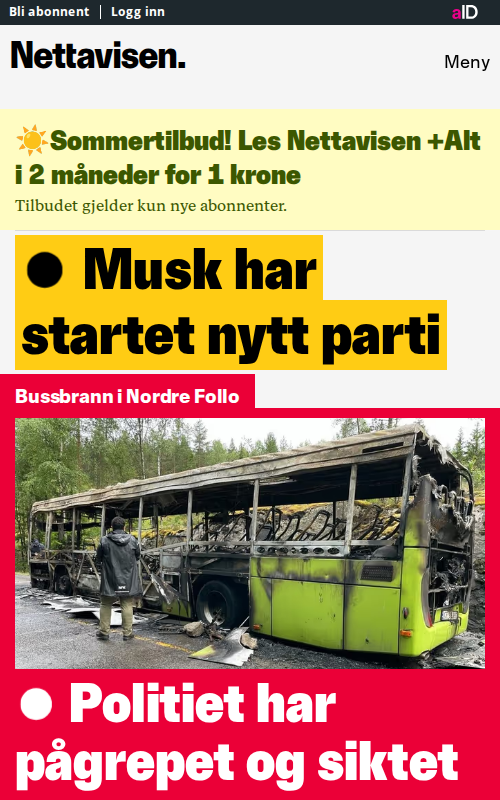 Bli abonnent | Logg inn
aID
Nettavisen.
Meny
☀️Sommertilbud! Les Nettavisen +Alt
i 2 måneder for 1 krone
Tilbudet gjelder kun nye abonnenter.
● Musk har
startet nytt parti
Bussbrann i Nordre Follo
● Politiet har
pågrepet og siktet